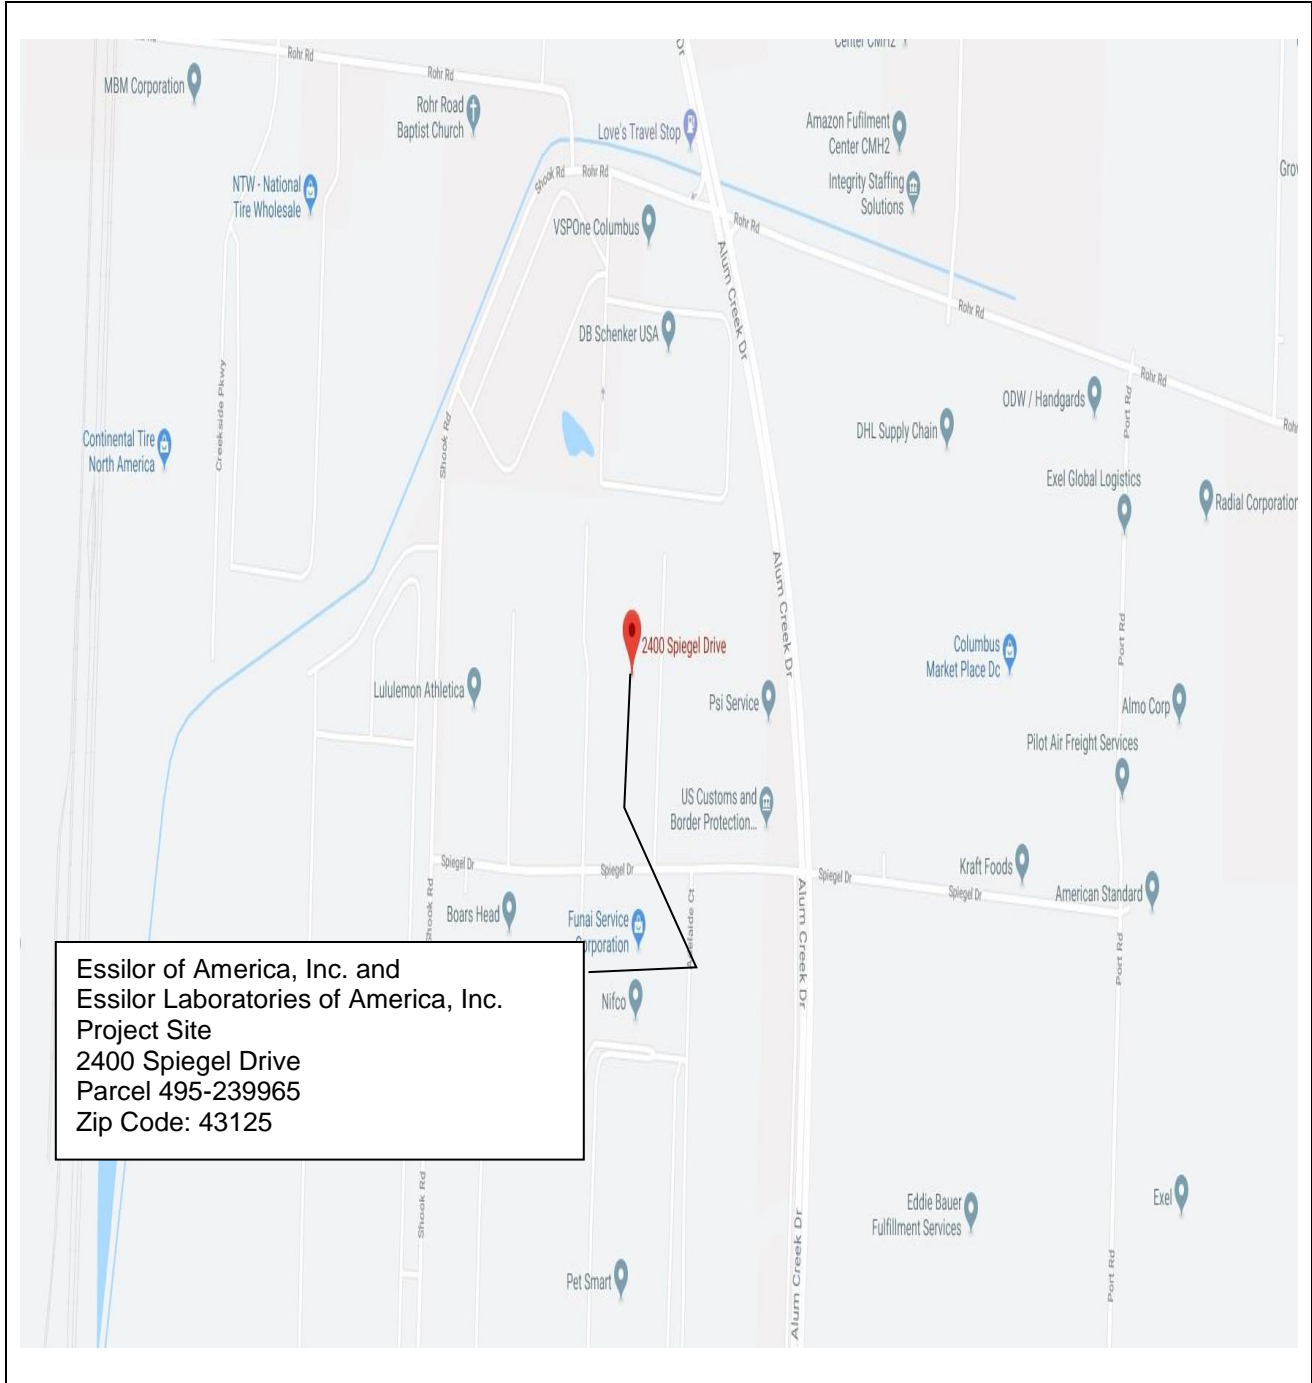 Center CMH2
Rohr Rd
Dr
MBM Corporation
Rohr Rd
Rohr Road
Baptist Church
Love's Travel Stop
Amazon Fufilment
Center CMH2
NTW - National
Tire Wholesale
Shook Rd
Rohr Rd
Integrity Staffing
Solutions
VSPOne Columbus
Rohr Rd
Alum Creek Dr
DB Schenker USA
Rohr Rd
Creekside Pkwy
ODW / Handgards
Rohr Rd
Port Rd
Continental Tire
North America
Shook Rd
DHL Supply Chain
Exel Global Logistics
Radial Corporation
Alum Creek Dr
2400 Spiegel Drive
Columbus
Market Place Dc
Port Rd
Lululemon Athletica
Psi Service
Almo Corp
Pilot Air Freight Services
US Customs and
Border Protection...
Spiegel Dr
Spiegel Dr
Spiegel Dr
Kraft Foods
Spiegel Dr
American Standard
Shook Rd
Boars Head
Funai Service
Corporation
Adelaide Ct
Alum Creek Dr
Port Rd
Essilor of America, Inc. and
Essilor Laboratories of America, Inc.
Project Site
2400 Spiegel Drive
Parcel 495-239965
Zip Code: 43125
Nifco
Shook Rd
Eddie Bauer
Fulfillment Services
Exel
Pet Smart
Alum Creek Dr
Port Rd